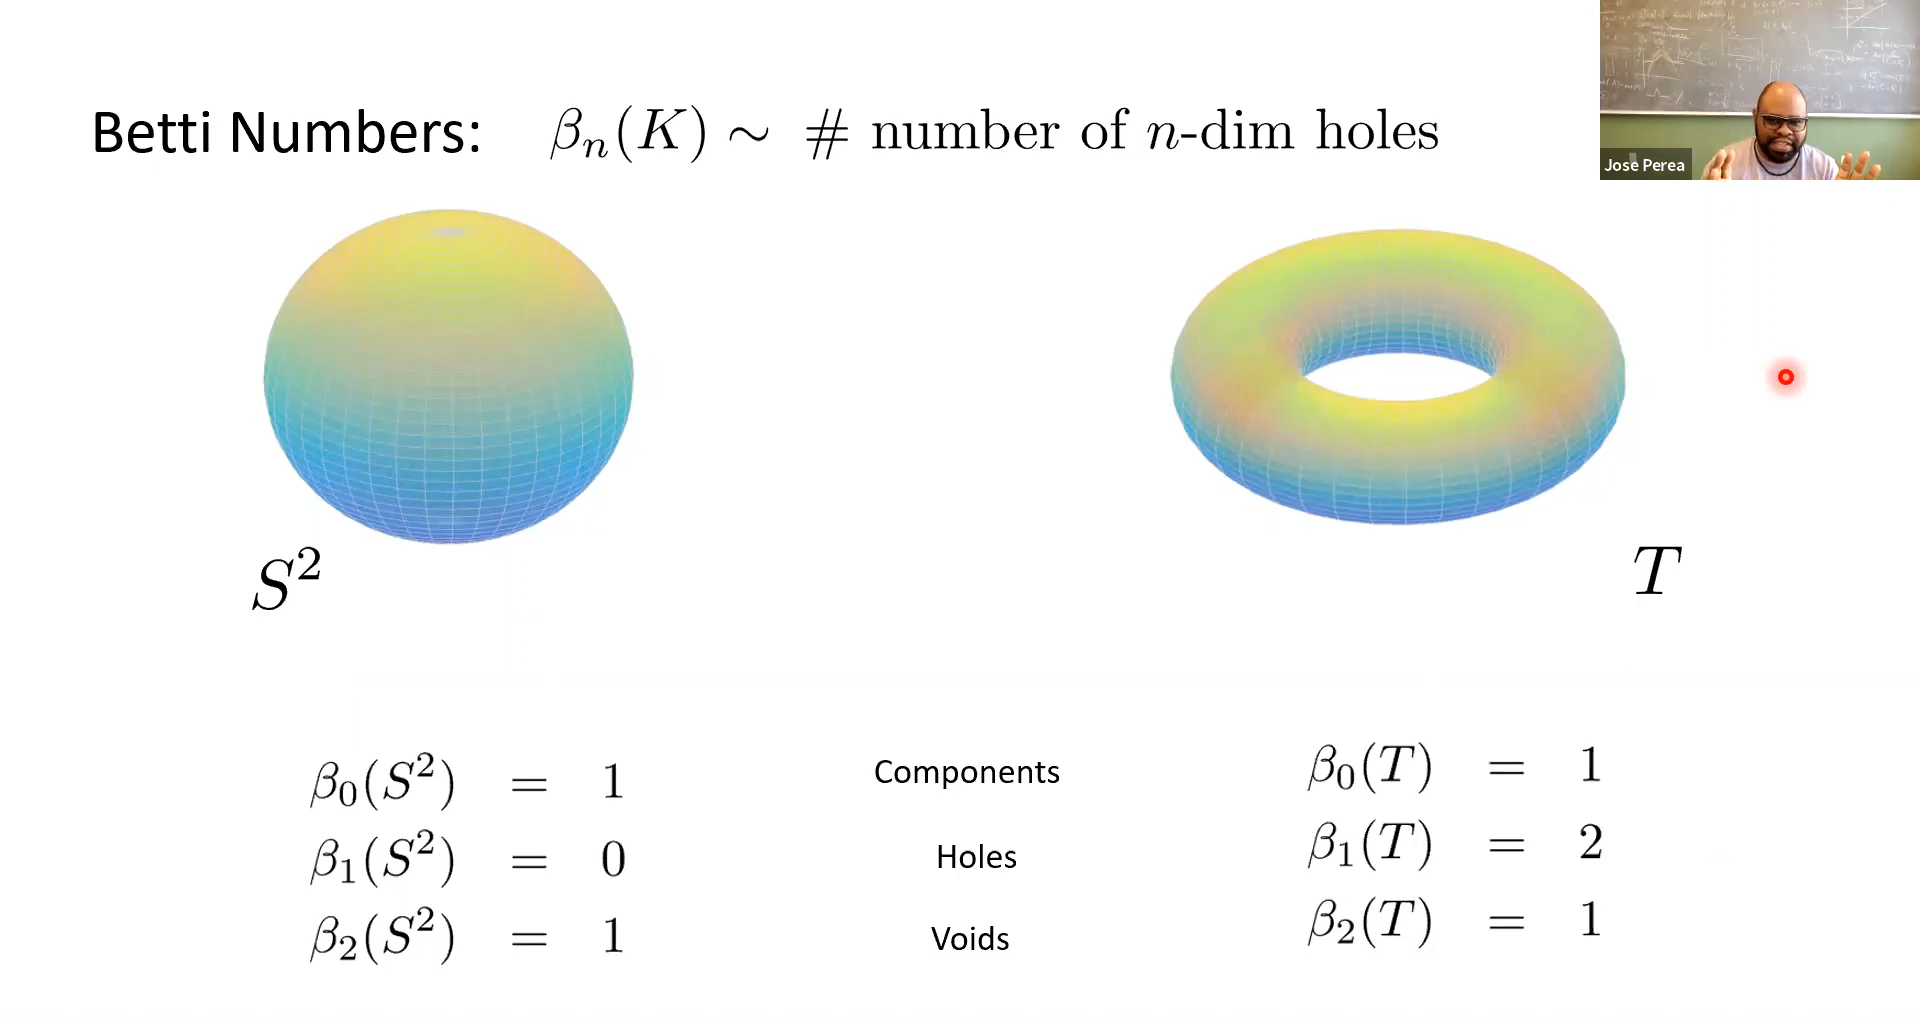 Betti Numbers: βₙ(K) ∼ # number of n-dim holes
Jose Perea
S² T
β₀(S²) = 1 Components β₀(T) = 1
β₁(S²) = 0 Holes β₁(T) = 2
β₂(S²) = 1 Voids β₂(T) = 1